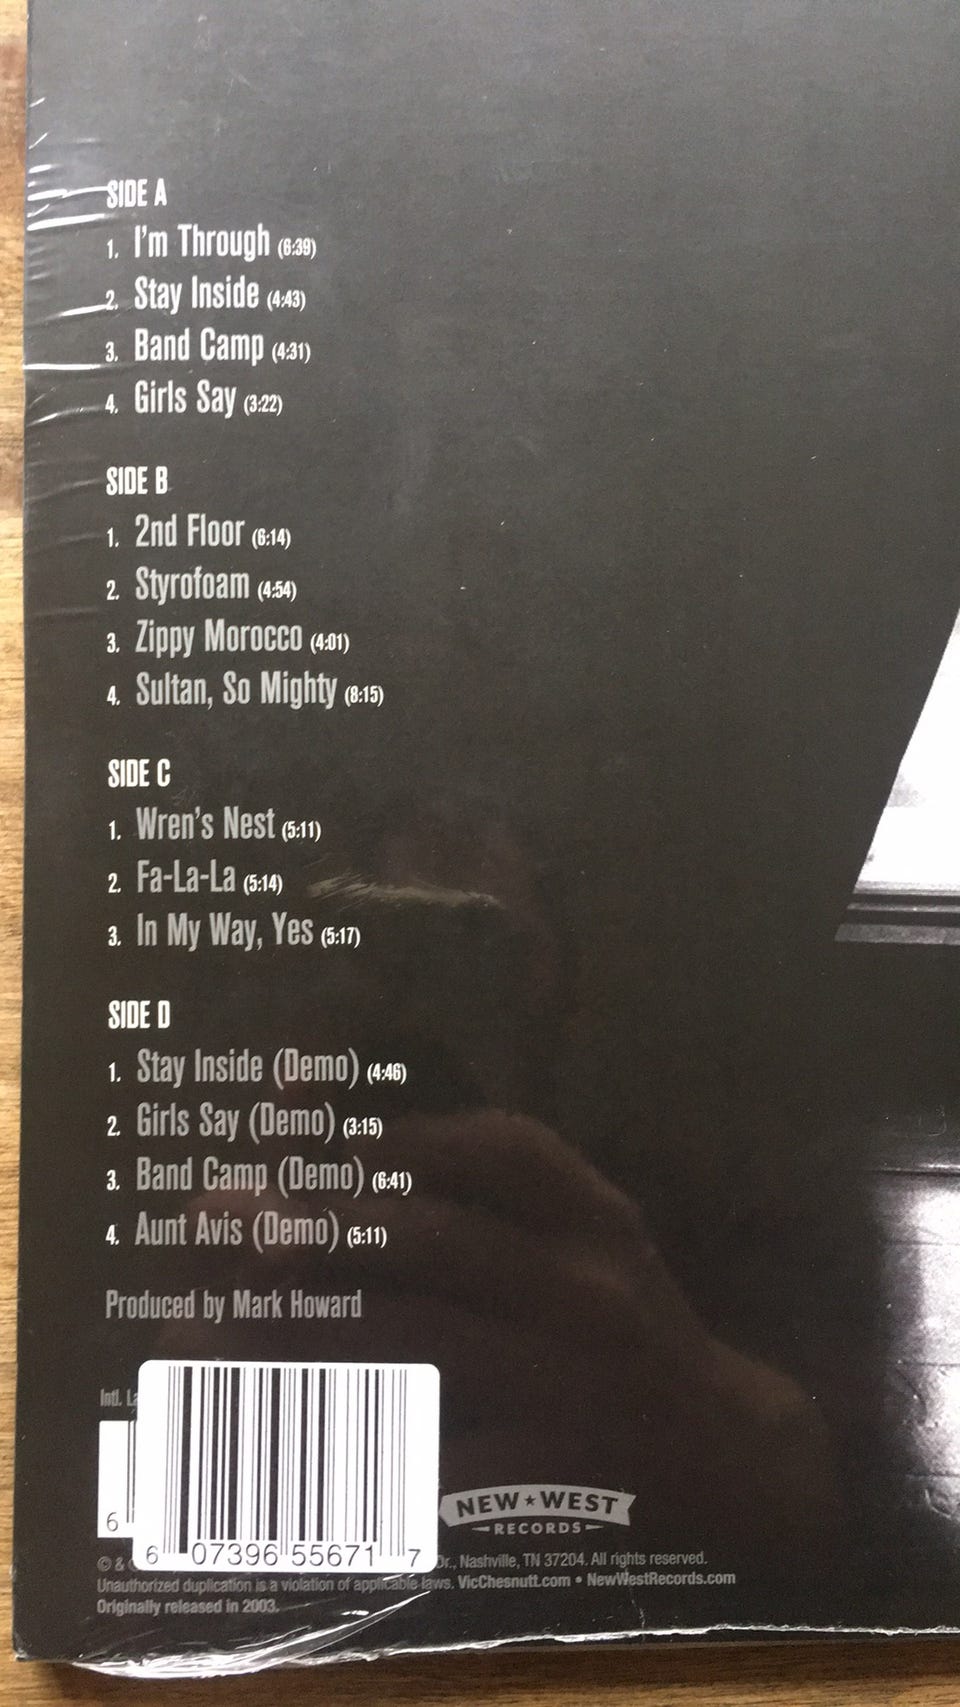 SIDE A
1. I'm Through (6:39)
2. Stay Inside (4:43)
3. Band Camp (4:31)
4. Girls Say (3:22)
SIDE B
1. 2nd Floor (6:14)
2. Styrofoam (4:54)
3. Zippy Morocco (4:01)
4. Sultan, So Mighty (8:15)
SIDE C
1. Wren's Nest (5:11)
2. Fa-La-La (5:14)
3. In My Way, Yes (5:17)
SIDE D
1. Stay Inside (Demo) (4:46)
2. Girls Say (Demo) (3:15)
3. Band Camp (Demo) (6:41)
4. Aunt Avis (Demo) (5:11)
Produced by Mark Howard
Intl.
6
6 07396 55671 7
NEW ★ WEST
RECORDS
© & Dr., Nashville, TN 37204. All rights reserved.
Unauthorized duplication is a violation of applicable laws. VicChesnutt.com • NewWestRecords.com
Originally released in 2003.